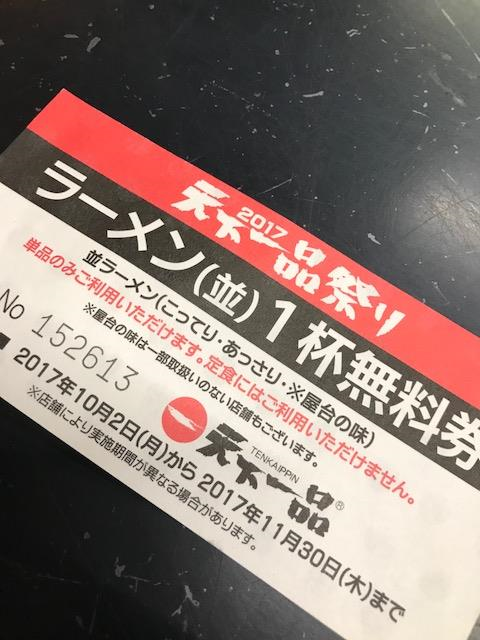 2017
天下一品祭り
ラーメン(並)1杯無料券
並ラーメン(こってり・あっさり・※屋台の味)
単品のみご利用いただけます。定食にはご利用いただけません。
※屋台の味は一部取扱いのない店舗もございます。
No 152613
天下一品®
TENKAIPPIN
2017年10月2日(月)から 2017年11月30日(木)まで
※店舗により実施期間が異なる場合があります。